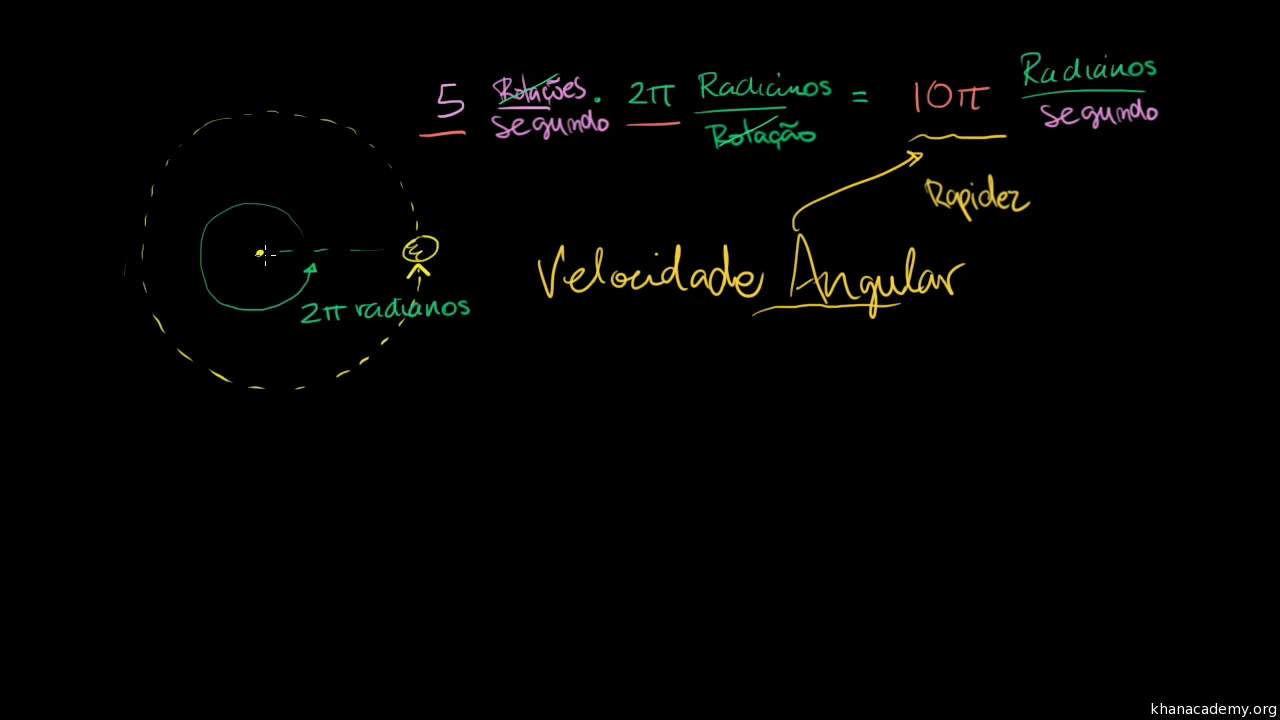 5 Rotações/segundo · 2π Radianos/Rotação = 10π Radianos/segundo
Rapidez
Velocidade Angular
2π radianos
khanacademy.org